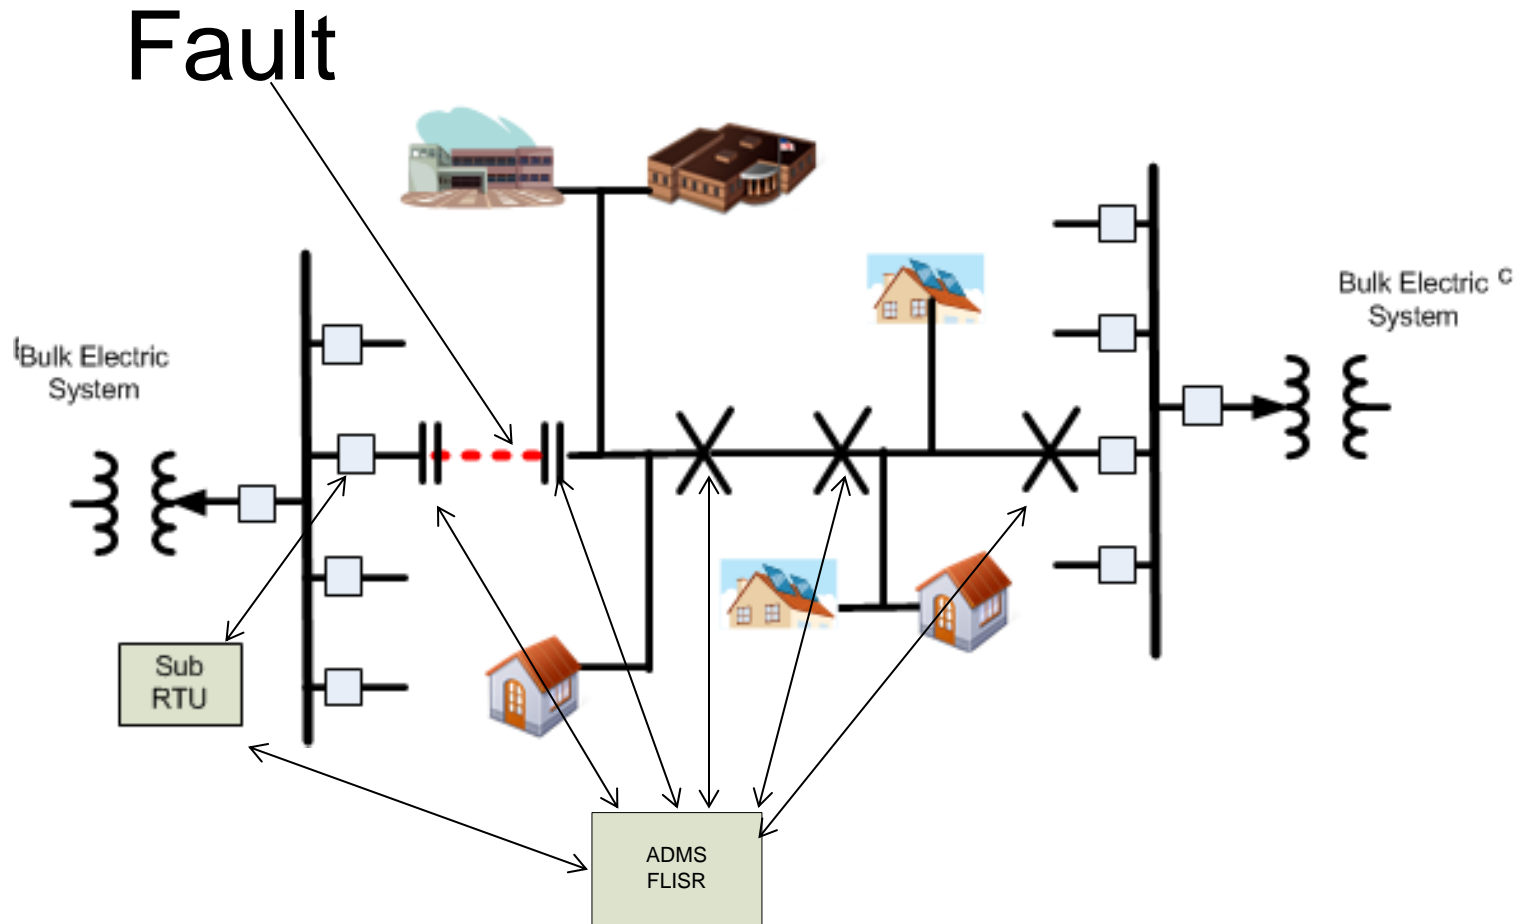 Fault
Bulk Electric
System
Bulk Electric C
System
Sub
RTU
ADMS
FLISR